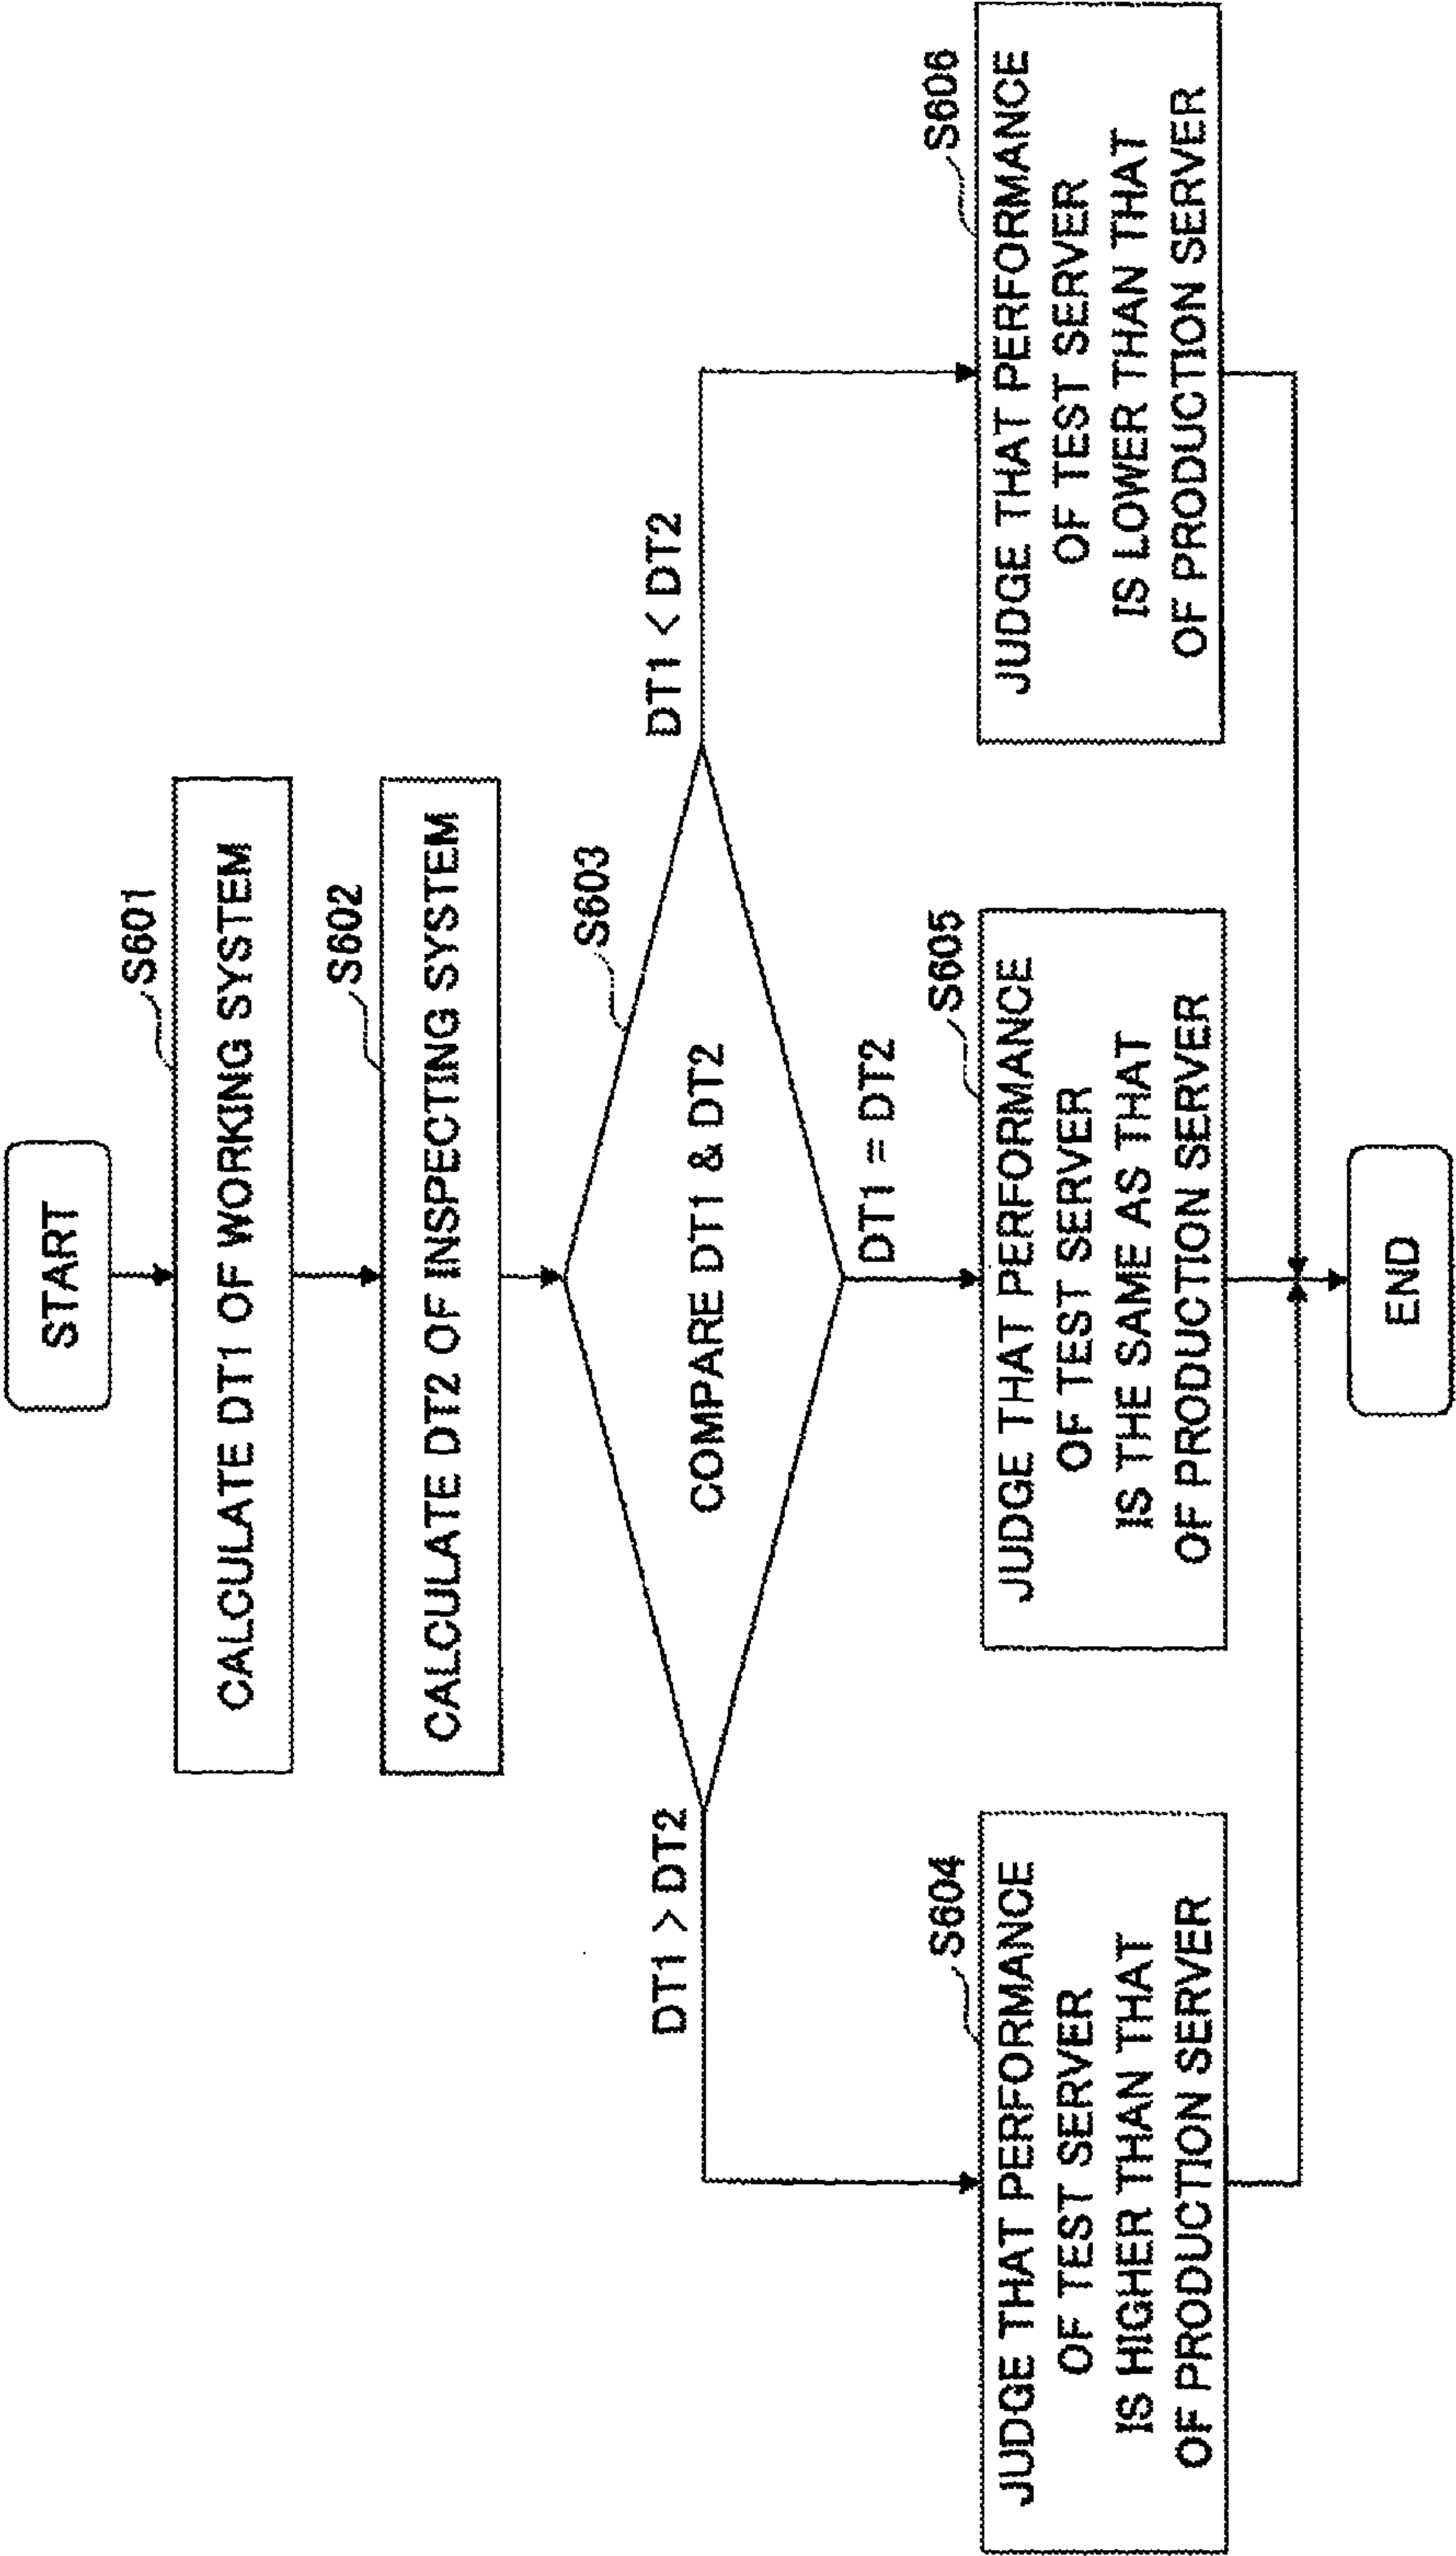 START
S601
CALCULATE DT1 OF WORKING SYSTEM
S602
CALCULATE DT2 OF INSPECTING SYSTEM
S603
COMPARE DT1 & DT2
DT1 > DT2
DT1 = DT2
DT1 < DT2
S604
JUDGE THAT PERFORMANCE
OF TEST SERVER
IS HIGHER THAN THAT
OF PRODUCTION SERVER
S605
JUDGE THAT PERFORMANCE
OF TEST SERVER
IS THE SAME AS THAT
OF PRODUCTION SERVER
S606
JUDGE THAT PERFORMANCE
OF TEST SERVER
IS LOWER THAN THAT
OF PRODUCTION SERVER
END